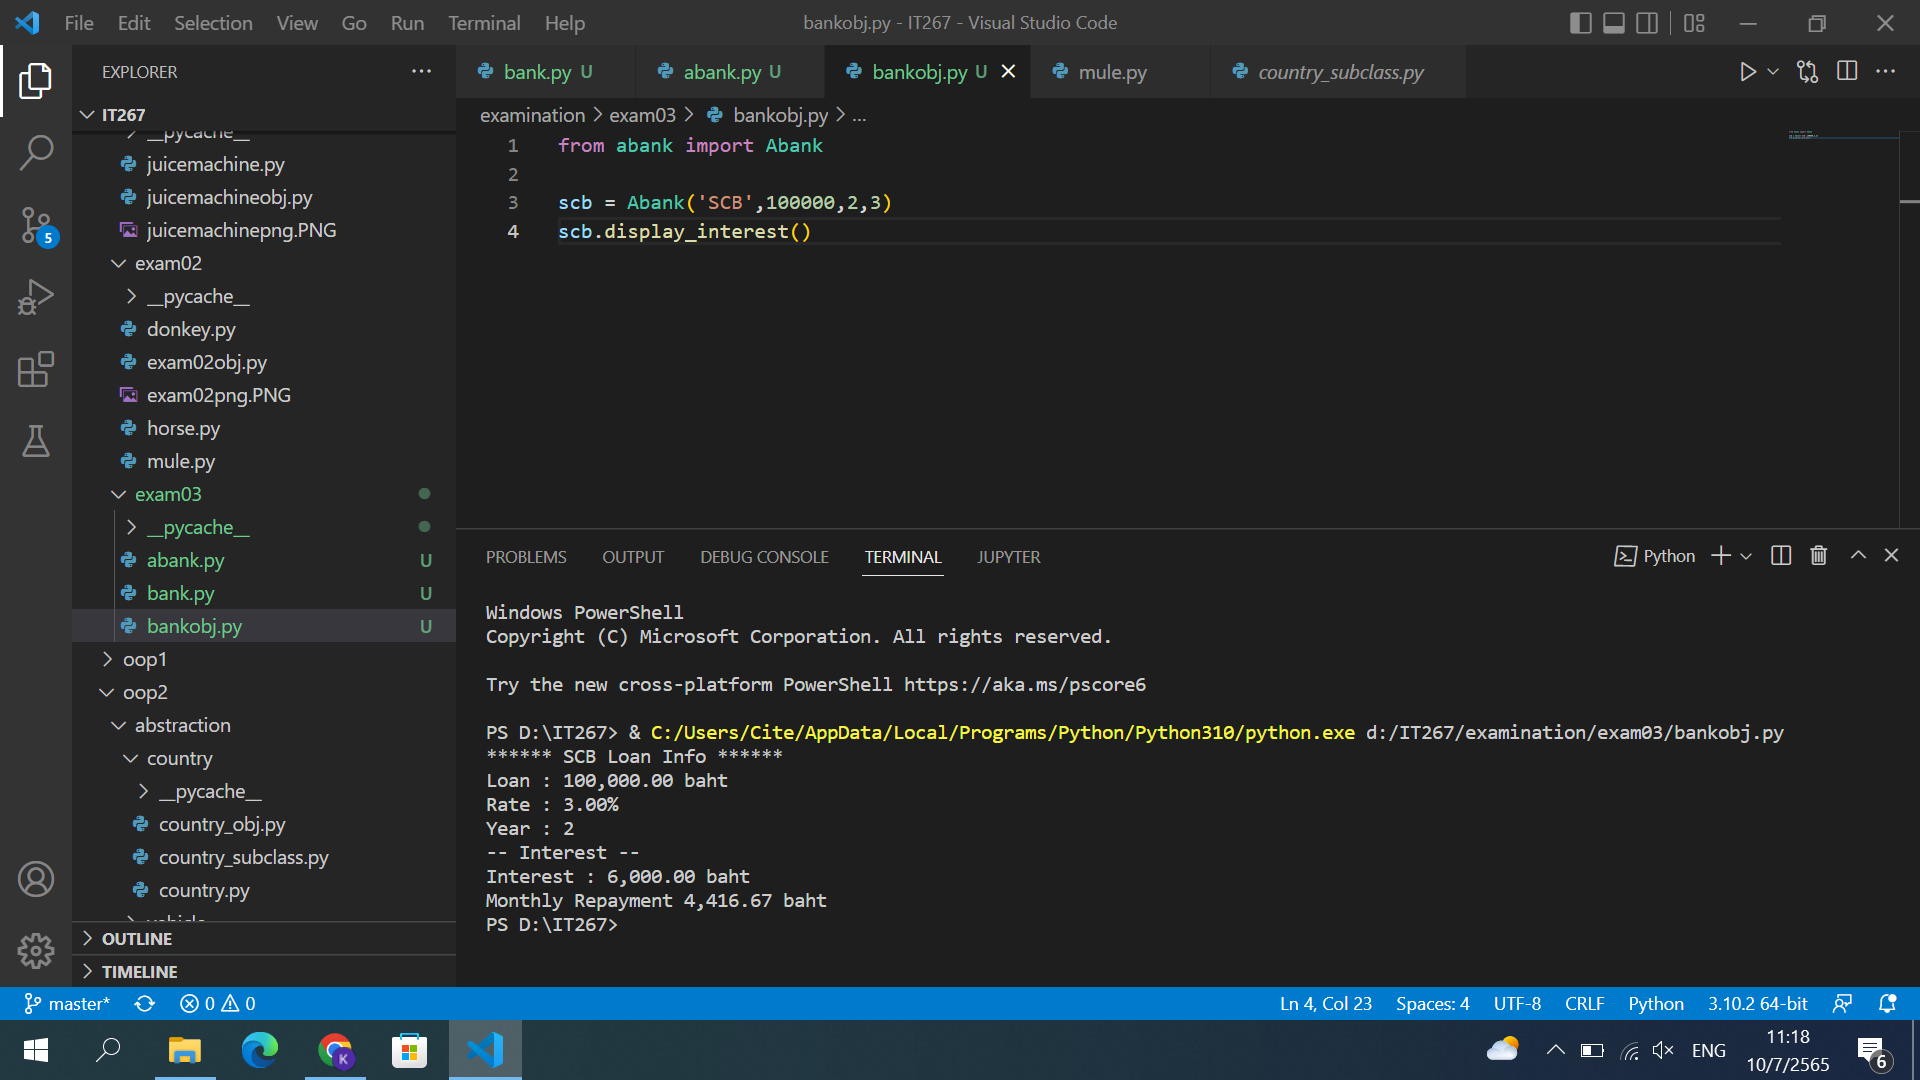 File Edit Selection View Go Run Terminal Help
bankobj.py - IT267 - Visual Studio Code
EXPLORER
IT267
__pycache__
juicemachine.py
juicemachineobj.py
juicemachinepng.PNG
exam02
__pycache__
donkey.py
exam02obj.py
exam02png.PNG
horse.py
mule.py
exam03
__pycache__
abank.py U
bank.py U
bankobj.py U
oop1
oop2
abstraction
country
__pycache__
country_obj.py
country_subclass.py
country.py
vehicle
OUTLINE
TIMELINE
5
bank.py U abank.py U bankobj.py U mule.py country_subclass.py
examination > exam03 > bankobj.py > ...
1 from abank import Abank
2
3 scb = Abank('SCB',100000,2,3)
4 scb.display_interest()
PROBLEMS OUTPUT DEBUG CONSOLE TERMINAL JUPYTER
Python
Windows PowerShell
Copyright (C) Microsoft Corporation. All rights reserved.
Try the new cross-platform PowerShell https://aka.ms/pscore6
PS D:\IT267> & C:/Users/Cite/AppData/Local/Programs/Python/Python310/python.exe d:/IT267/examination/exam03/bankobj.py
****** SCB Loan Info ******
Loan : 100,000.00 baht
Rate : 3.00%
Year : 2
-- Interest --
Interest : 6,000.00 baht
Monthly Repayment 4,416.67 baht
PS D:\IT267>
master* 0 0
Ln 4, Col 23 Spaces: 4 UTF-8 CRLF Python 3.10.2 64-bit
K
ENG
11:18
10/7/2565
6